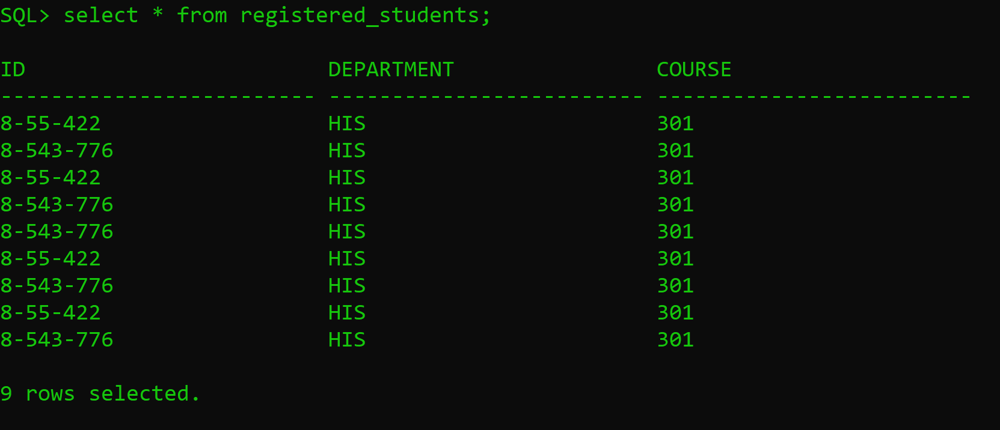 SQL> select * from registered_students;
ID DEPARTMENT COURSE
------------------------- ------------------------- -------------------------
8-55-422 HIS 301
8-543-776 HIS 301
8-55-422 HIS 301
8-543-776 HIS 301
8-543-776 HIS 301
8-55-422 HIS 301
8-543-776 HIS 301
8-55-422 HIS 301
8-543-776 HIS 301
9 rows selected.